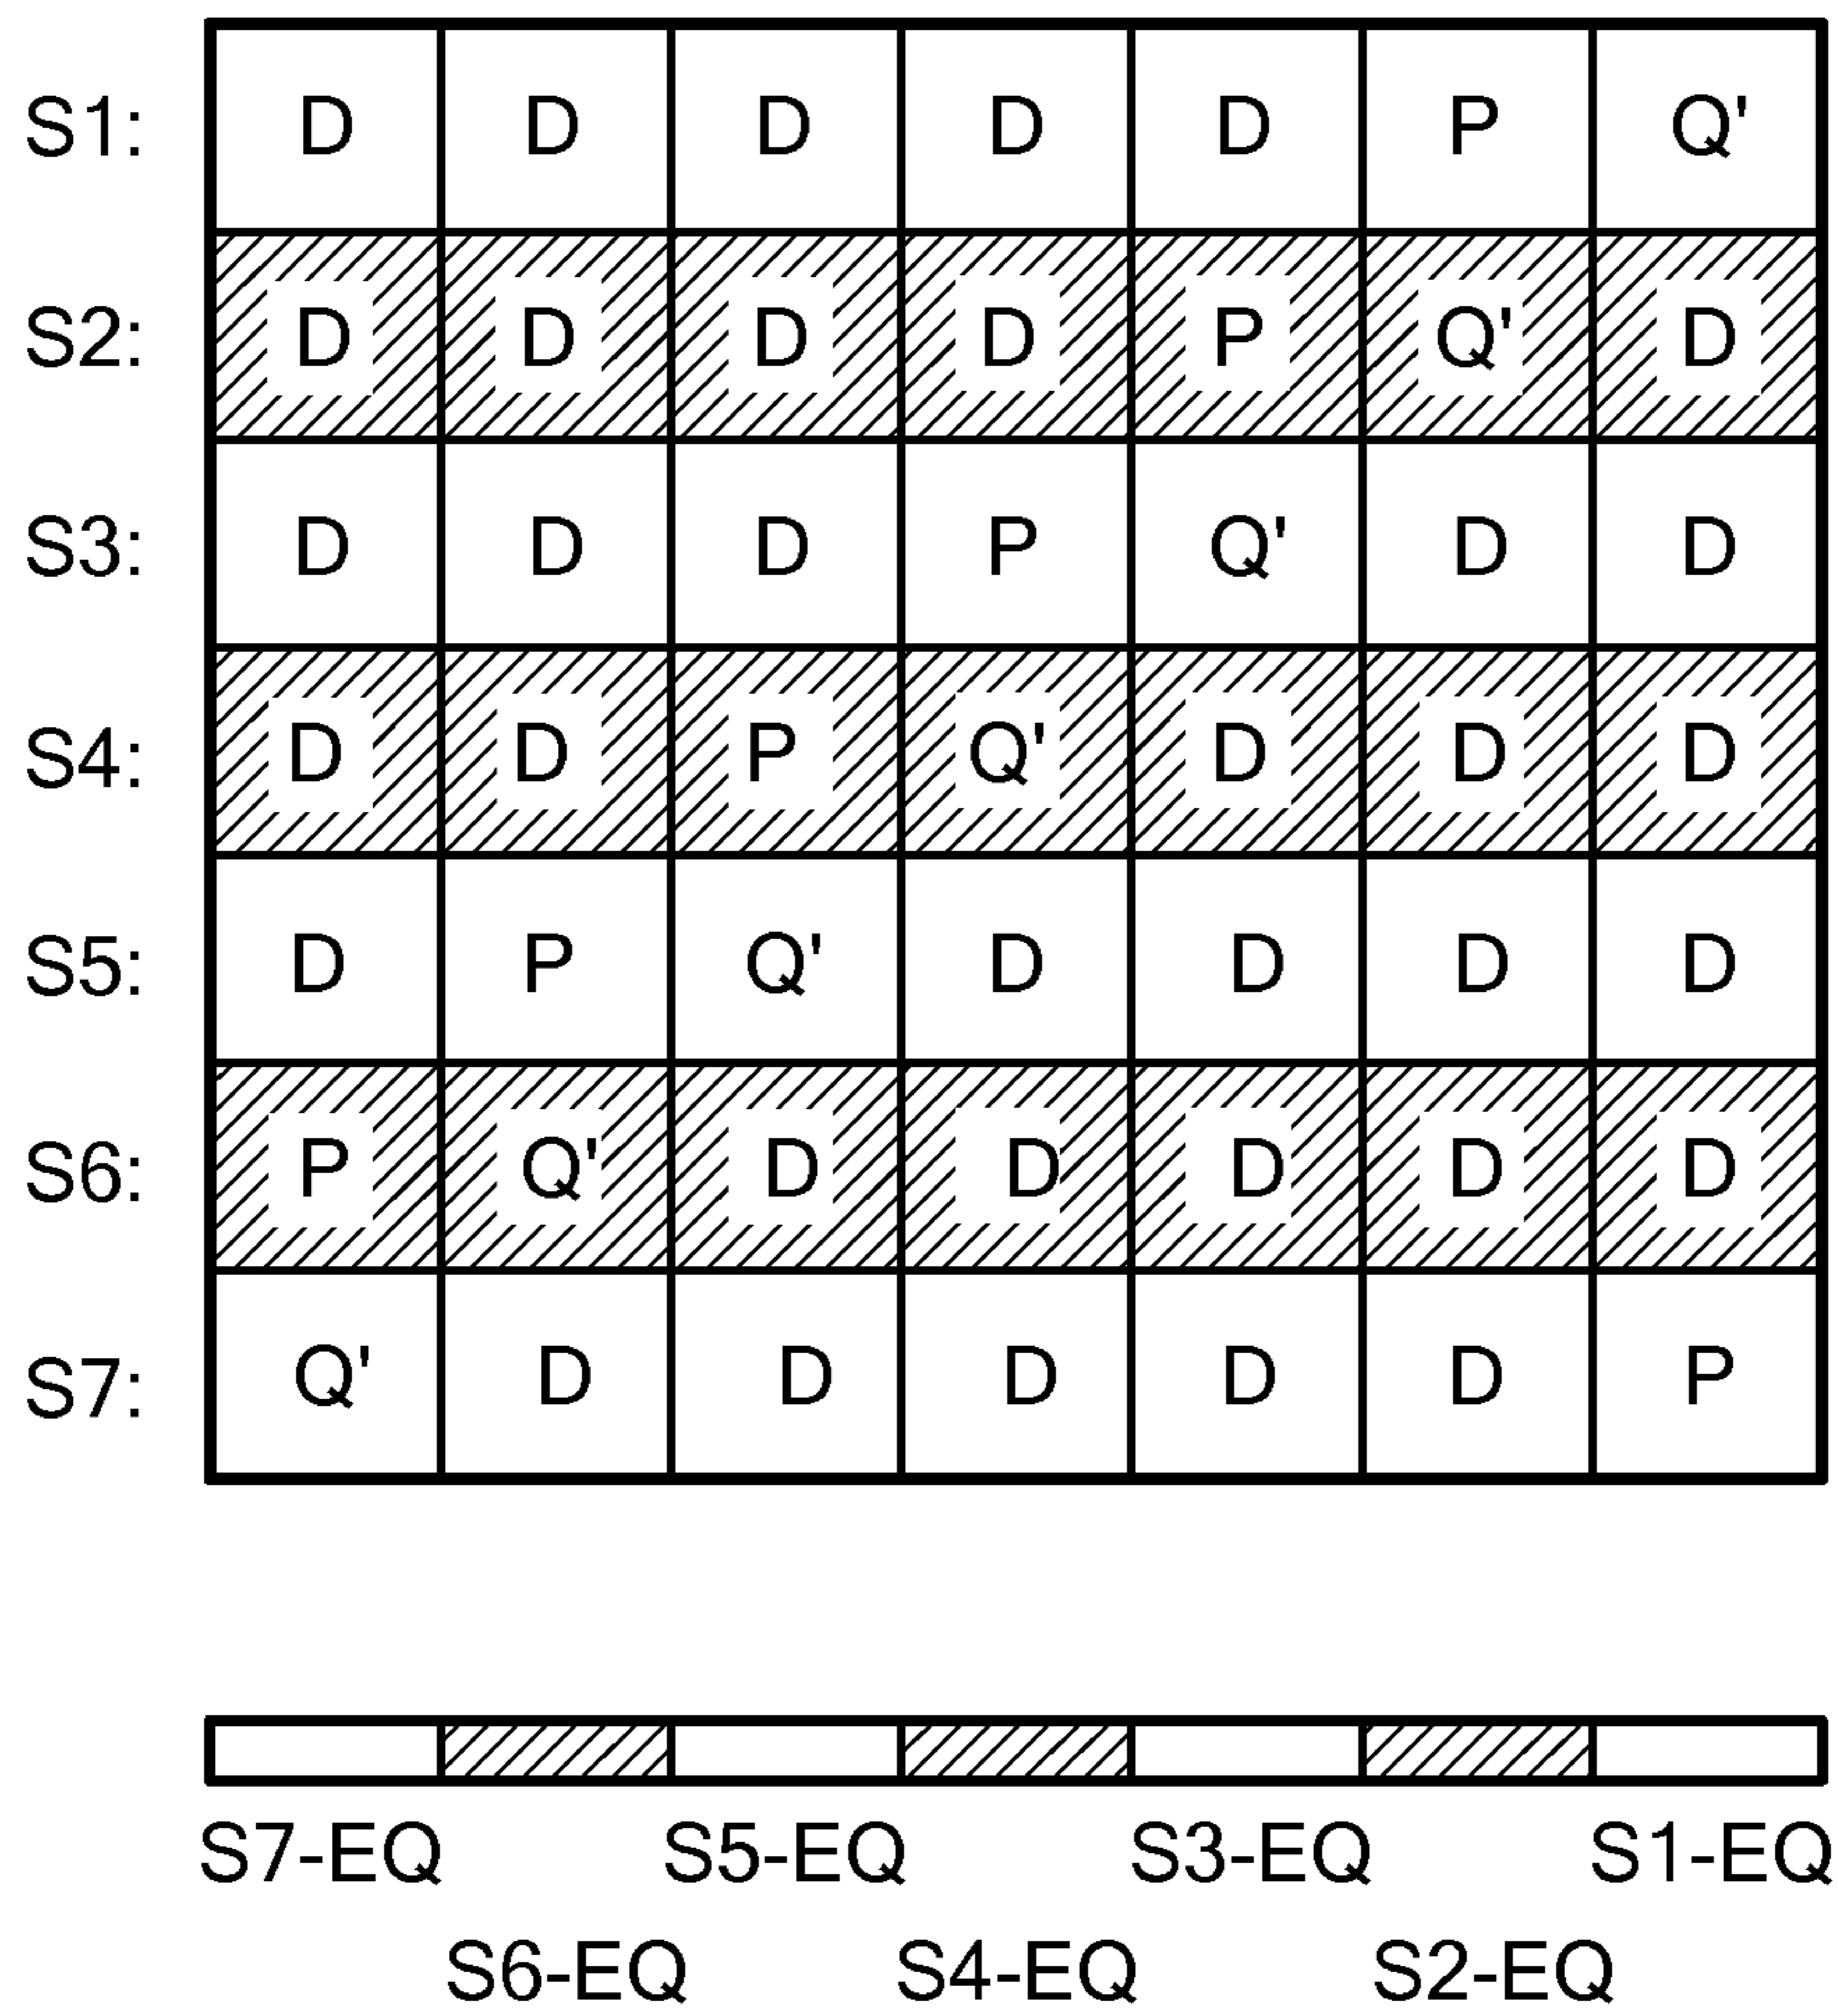 S1: D D D D D P Q'
S2: D D D D P Q' D
S3: D D D P Q' D D
S4: D D P Q' D D D
S5: D P Q' D D D D
S6: P Q' D D D D D
S7: Q' D D D D D P
S7-EQ S5-EQ S3-EQ S1-EQ
S6-EQ S4-EQ S2-EQ